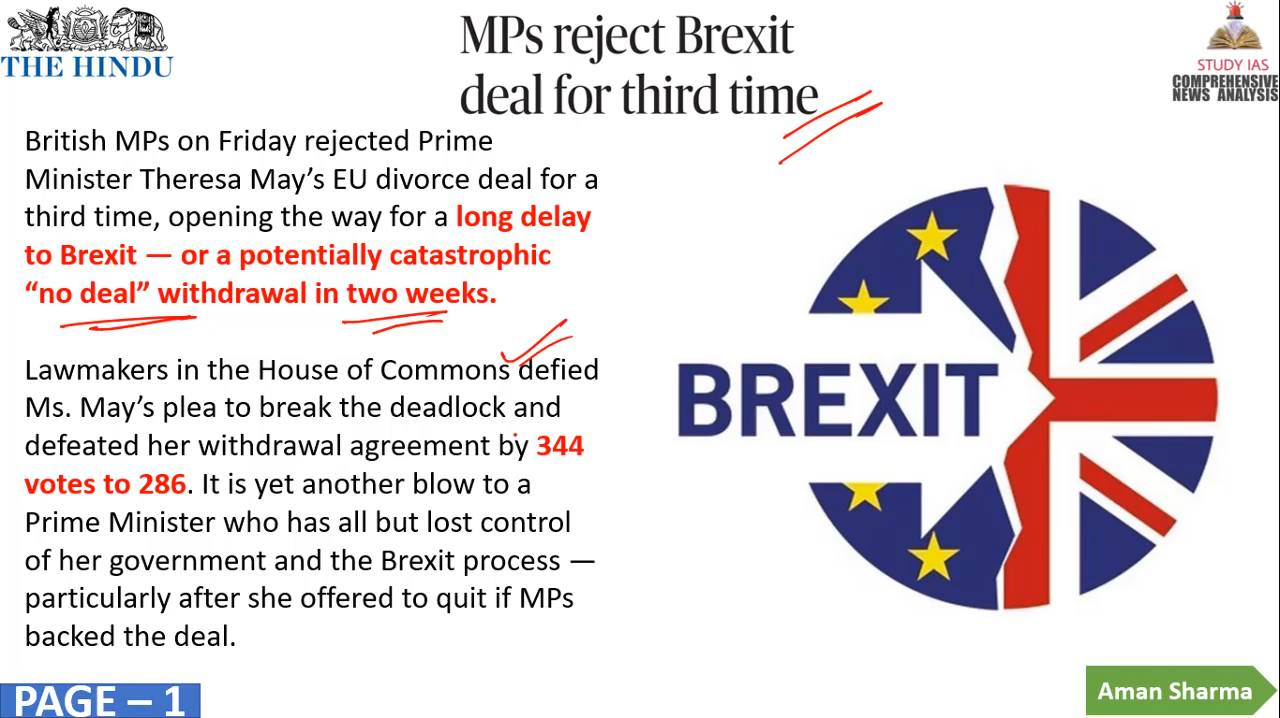 THE HINDU
MPs reject Brexit
deal for third time
STUDY IAS
COMPREHENSIVE
NEWS ANALYSIS
British MPs on Friday rejected Prime
Minister Theresa May’s EU divorce deal for a
third time, opening the way for a long delay
to Brexit — or a potentially catastrophic
“no deal” withdrawal in two weeks.
Lawmakers in the House of Commons defied
Ms. May’s plea to break the deadlock and
defeated her withdrawal agreement by 344
votes to 286. It is yet another blow to a
Prime Minister who has all but lost control
of her government and the Brexit process —
particularly after she offered to quit if MPs
backed the deal.
BREXIT
PAGE – 1
Aman Sharma